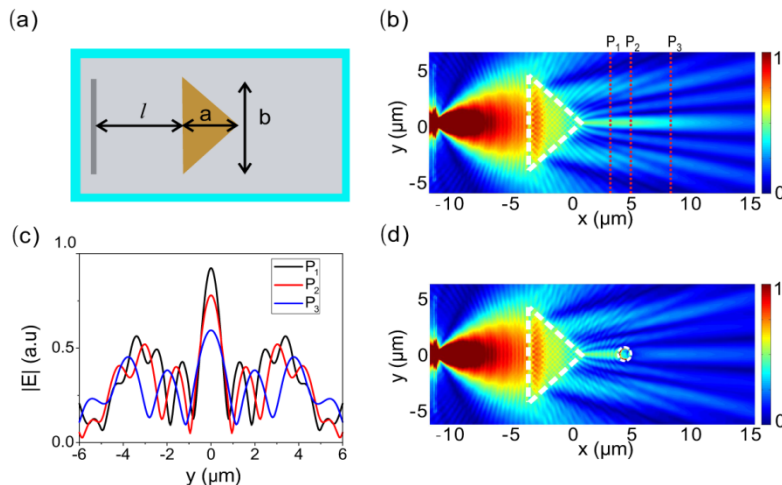 (a)
l
a
b
(b)
P₁ P₂ P₃
5
0
-5
y (μm)
-10 -5 0 5 10 15
x (μm)
1
0
(c)
1.0
0.5
0.0
|E| (a.u)
P₁
P₂
P₃
-6 -4 -2 0 2 4 6
y (μm)
(d)
5
0
-5
y (μm)
-10 -5 0 5 10 15
x (μm)
1
0